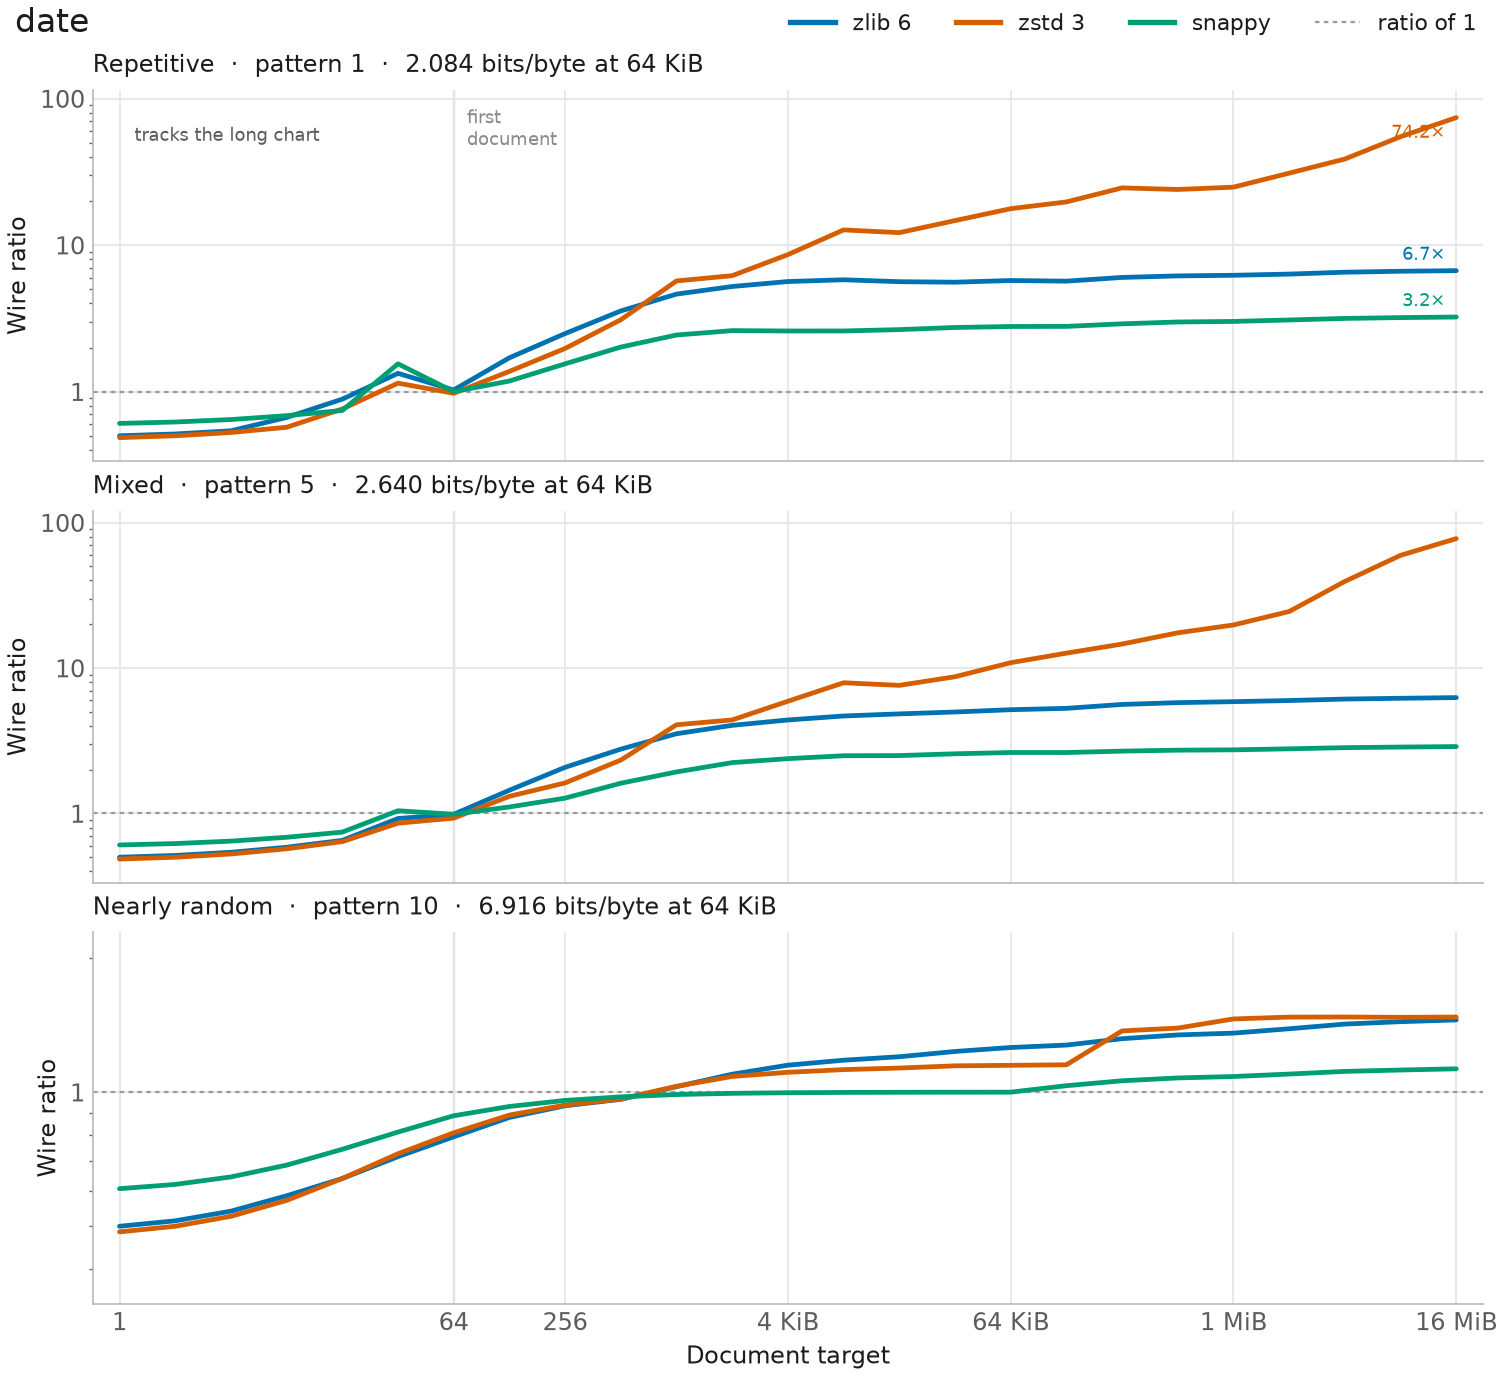 date
zlib 6 zstd 3 snappy ratio of 1
Repetitive · pattern 1 · 2.084 bits/byte at 64 KiB
100
10
1
Wire ratio
tracks the long chart
first
document
74.2×
6.7×
3.2×
Mixed · pattern 5 · 2.640 bits/byte at 64 KiB
100
10
1
Wire ratio
Nearly random · pattern 10 · 6.916 bits/byte at 64 KiB
1
Wire ratio
1 64 256 4 KiB 64 KiB 1 MiB 16 MiB
Document target